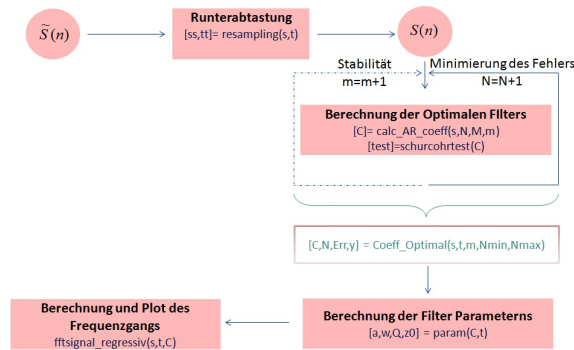 S̃(n)
Runterabtastung
[ss,tt]= resampling(s,t)
S(n)
Stabilität
m=m+1
Minimierung des Fehlers
N=N+1
Berechnung der Optimalen FIlters
[C]= calc_AR_coeff(s,N,M,m)
[test]=schurcohrtest(C)
[C,N,Err,y] = Coeff_Optimal(s,t,m,Nmin,Nmax)
Berechnung und Plot des
Frequenzgangs
fftsignal_regressiv(s,t,C)
Berechnung der Filter Parameterns
[a,w,Q,z0] = param(C,t)